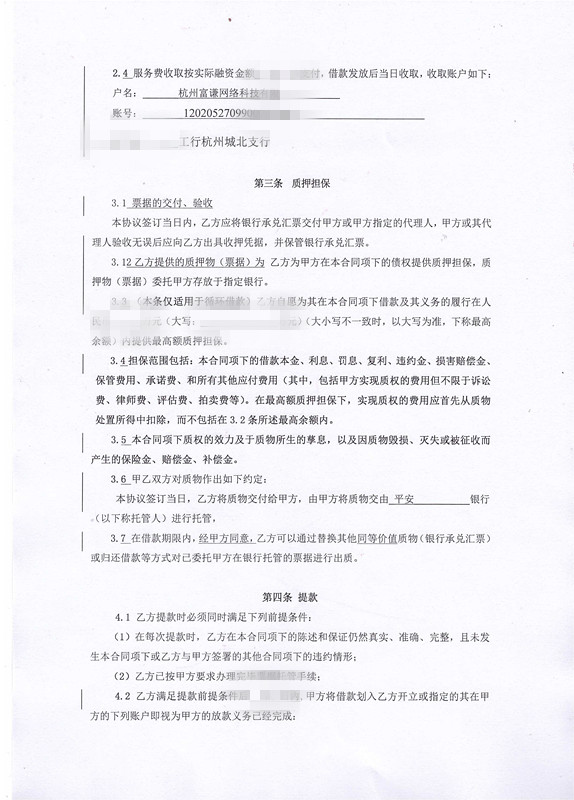 2.4 服务费收取按实际融资金额 付，借款发放后当日收取，收取账户如下：
户名： 杭州富谦网络科技
账号： 12020527099
工行杭州城北支行
第三条 质押担保
3.1 票据的交付、验收
本协议签订当日内，乙方应将银行承兑汇票交付甲方或甲方指定的代理人，甲方或其代
理人验收无误后应向乙方出具收押凭据，并保管银行承兑汇票。
3.12 乙方提供的质押物（票据）为 乙方为甲方在本合同项下的债权提供质押担保，质
押物（票据）委托甲方存放于指定银行。
3.3 （本条仅适用于循环借款）乙方自愿为其在本合同项下借款及其义务的履行在人
元（大写： 元）（大小写不一致时，以大写为准，下称最高
余额）内提供最高额质押担保。
3.4 担保范围包括：本合同项下的借款本金、利息、罚息、复利、违约金、损害赔偿金、
保管费用、承诺费、和所有其他应付费用（其中，包括甲方实现质权的费用但不限于诉讼
费、律师费、评估费、拍卖费等）。在最高额质押担保下，实现质权的费用应首先从质物
处置所得中扣除，而不包括在 3.2 条所述最高余额内。
3.5 本合同项下质权的效力及于质物所生的孳息，以及因质物毁损、灭失或被征收而
产生的保险金、赔偿金、补偿金。
3.6 甲乙双方对质物作出如下约定：
本协议签订当日，乙方将质物交付给甲方，由甲方将质物交由 平安 银行
（以下称托管人）进行托管，
3.7 在借款期限内，经甲方同意，乙方可以通过替换其他同等价值质物（银行承兑汇票）
或归还借款等方式对已委托甲方在银行托管的票据进行出质。
第四条 提款
4.1 乙方提款时必须同时满足下列前提条件：
（1）在每次提款时，乙方在本合同项下的陈述和保证仍然真实、准确、完整，且未发
生本合同项下或乙方与甲方签署的其他合同项下的违约情形；
（2）乙方已按甲方要求办理 手续；
4.2 乙方满足提款前提条件 ，甲方将借款划入乙方开立或指定的其在甲
方的下列账户即视为甲方的放款义务已经完成：